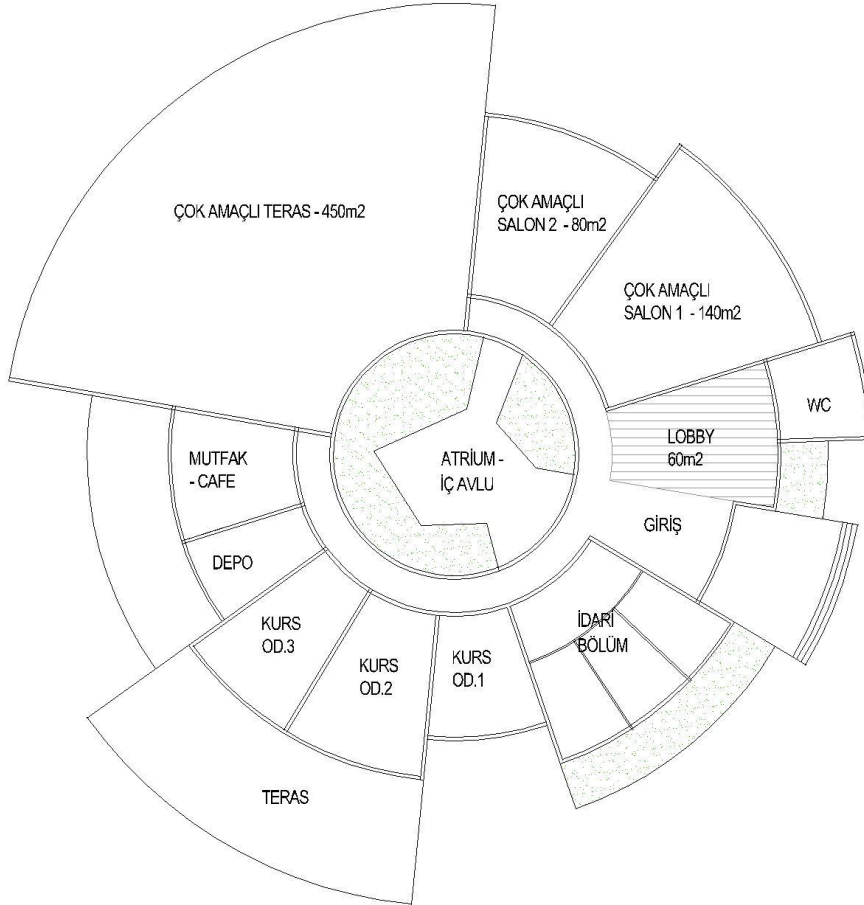 ÇOK AMAÇLI TERAS - 450m2
ÇOK AMAÇLI
SALON 2 - 80m2
ÇOK AMAÇLI
SALON 1 - 140m2
WC
LOBBY
60m2
ATRİUM -
İÇ AVLU
MUTFAK
- CAFE
GİRİŞ
DEPO
İDARİ
BÖLÜM
KURS
OD.3
KURS
OD.2
KURS
OD.1
TERAS